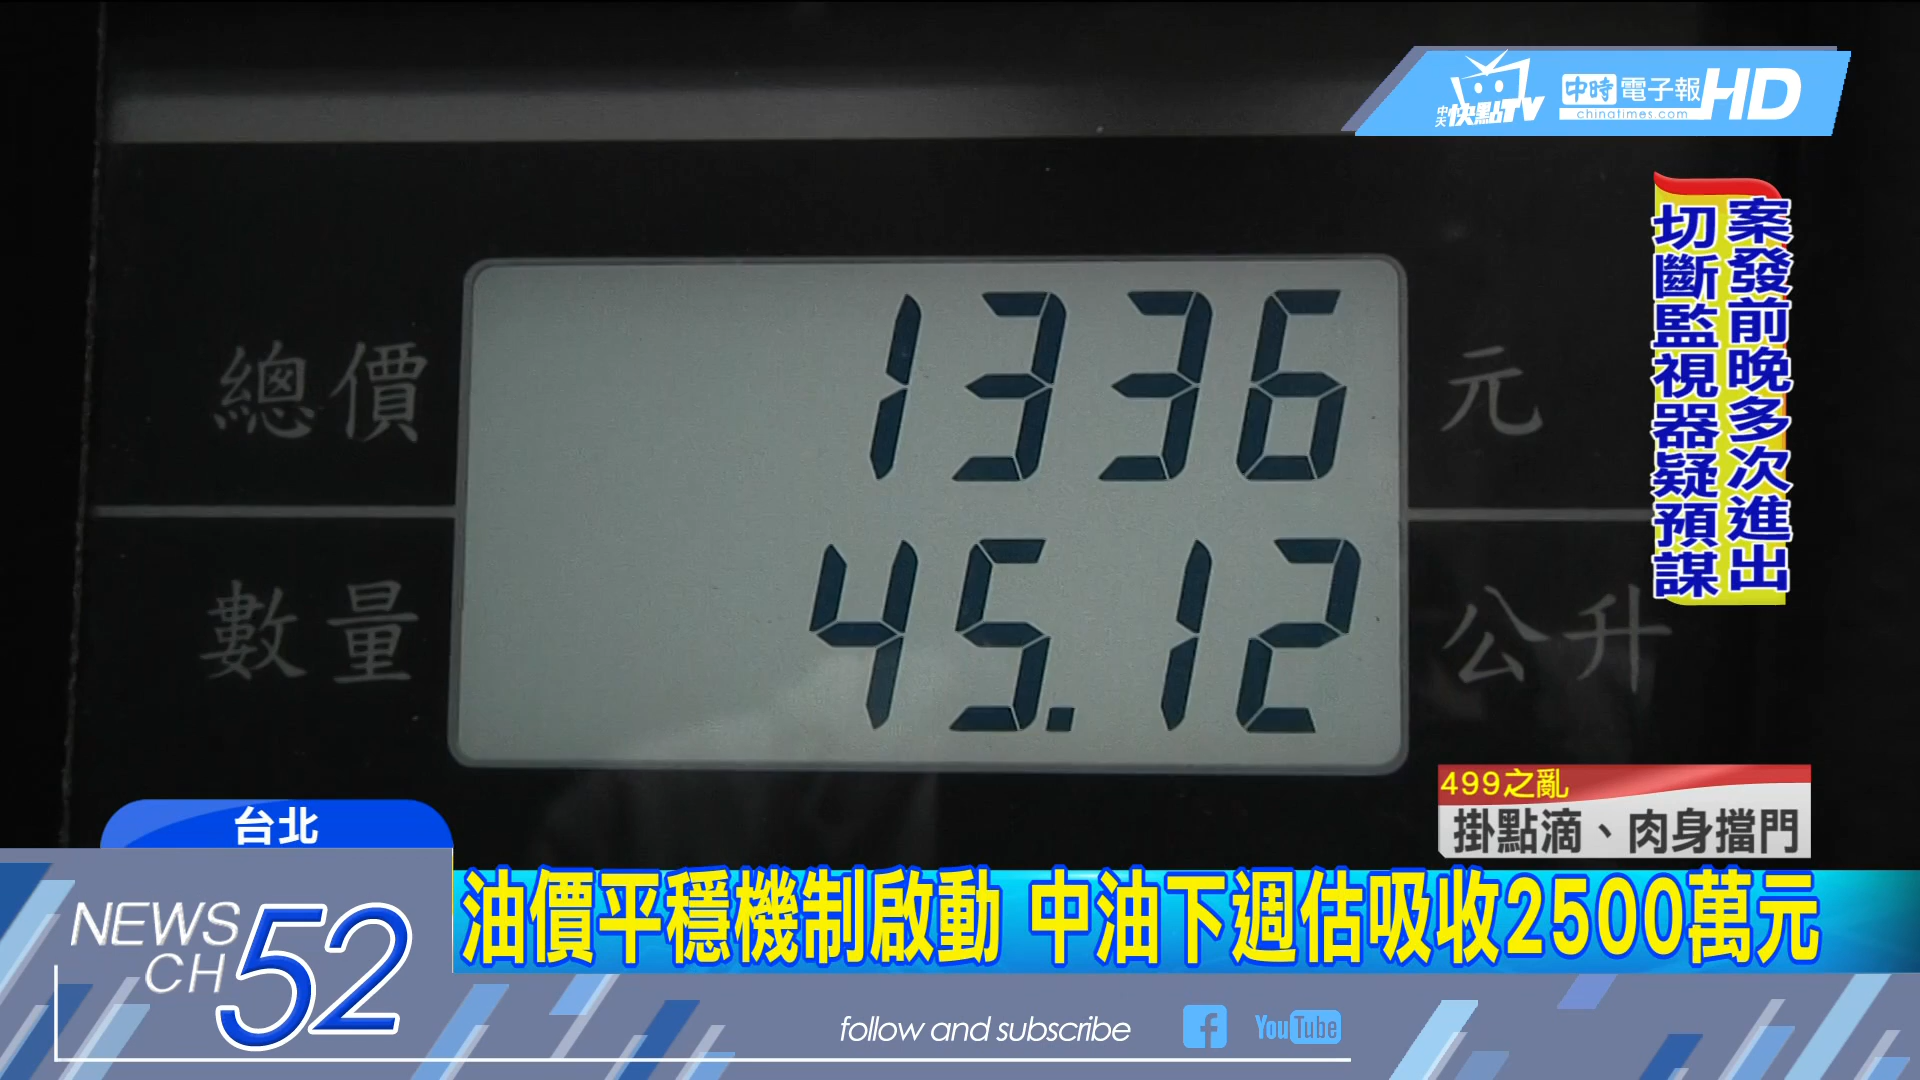 中天快點TV 中時電子報 HD
chinatimes.com
案發前晚多次進出
切斷監視器疑預謀
總價 1336 元
數量 45.12 公升
499之亂
掛點滴、肉身擋門
台北
油價平穩機制啟動 中油下週估吸收2500萬元
NEWS
CH 52
follow and subscribe
YouTube